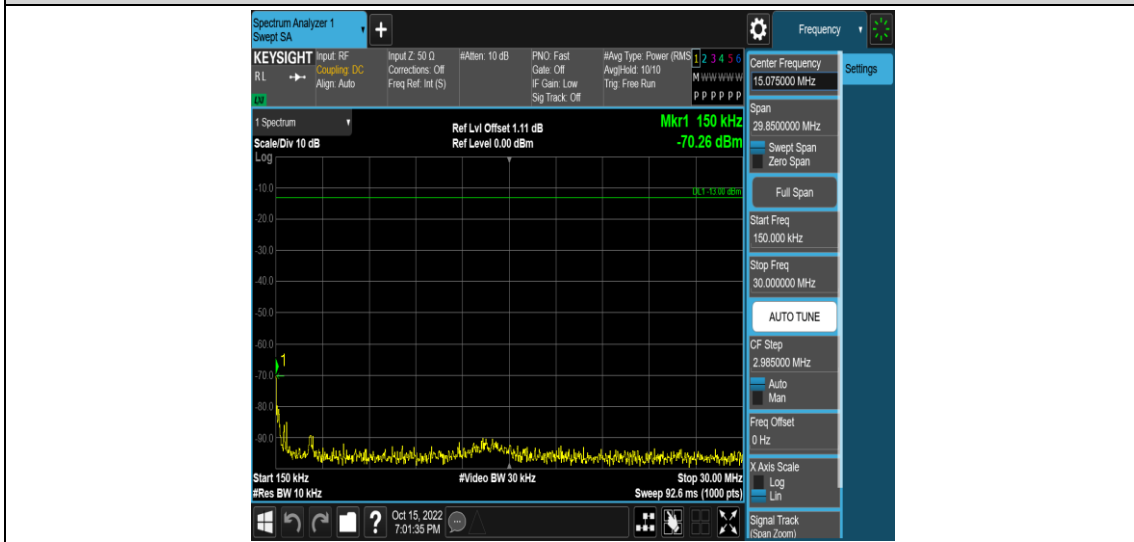 Spectrum Analyzer 1
Swept SA
+
Frequency
KEYSIGHT
RL
Input: RF
Coupling: DC
Align: Auto
Input Z: 50 Ω
Corrections: Off
Freq Ref: Int (S)
#Atten: 10 dB
PNO: Fast
Gate: Off
IF Gain: Low
Sig Track: Off
#Avg Type: Power (RMS
Avg|Hold: 10/10
Trig: Free Run
1 2 3 4 5 6
M W W W W W
P P P P P P
1 Spectrum
Scale/Div 10 dB
Log
Ref Lvl Offset 1.11 dB
Ref Level 0.00 dBm
Mkr1 150 kHz
-70.26 dBm
DL1 -13.00 dBm
-10.0
-20.0
-30.0
-40.0
-50.0
-60.0
1
-70.0
-80.0
-90.0
Start 150 kHz
#Video BW 30 kHz
Stop 30.00 MHz
#Res BW 10 kHz
Sweep 92.6 ms (1000 pts)
?
Oct 15, 2022
7:01:35 PM
Center Frequency
15.075000 MHz
Settings
Span
29.8500000 MHz
Swept Span
Zero Span
Full Span
Start Freq
150.000 kHz
Stop Freq
30.000000 MHz
AUTO TUNE
CF Step
2.985000 MHz
Auto
Man
Freq Offset
0 Hz
X Axis Scale
Log
Lin
Signal Track
(Span Zoom)